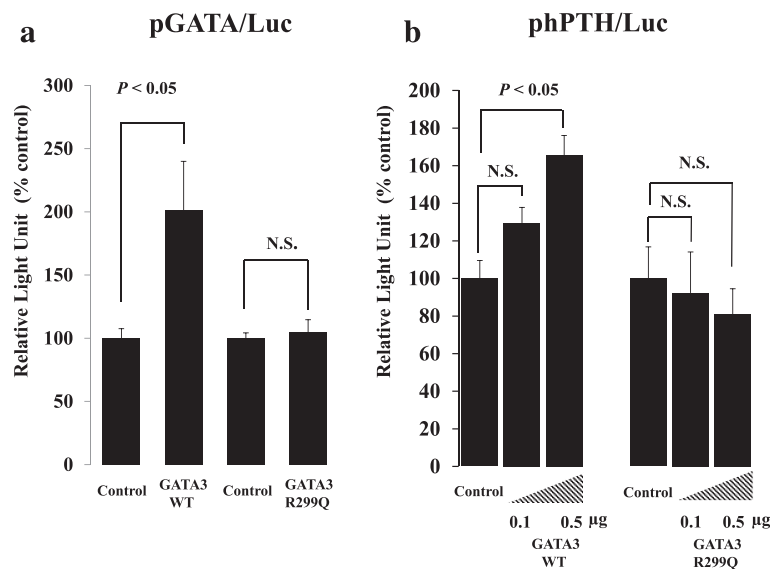 a
pGATA/Luc
Relative Light Unit (% control)
300
250
200
150
100
50
0
P < 0.05
N.S.
Control
GATA3
WT
Control
GATA3
R299Q
b
phPTH/Luc
Relative Light Unit (% control)
200
180
160
140
120
100
80
60
40
20
0
P < 0.05
N.S.
N.S.
N.S.
Control
0.1
0.5 µg
GATA3
WT
Control
0.1
0.5 µg
GATA3
R299Q